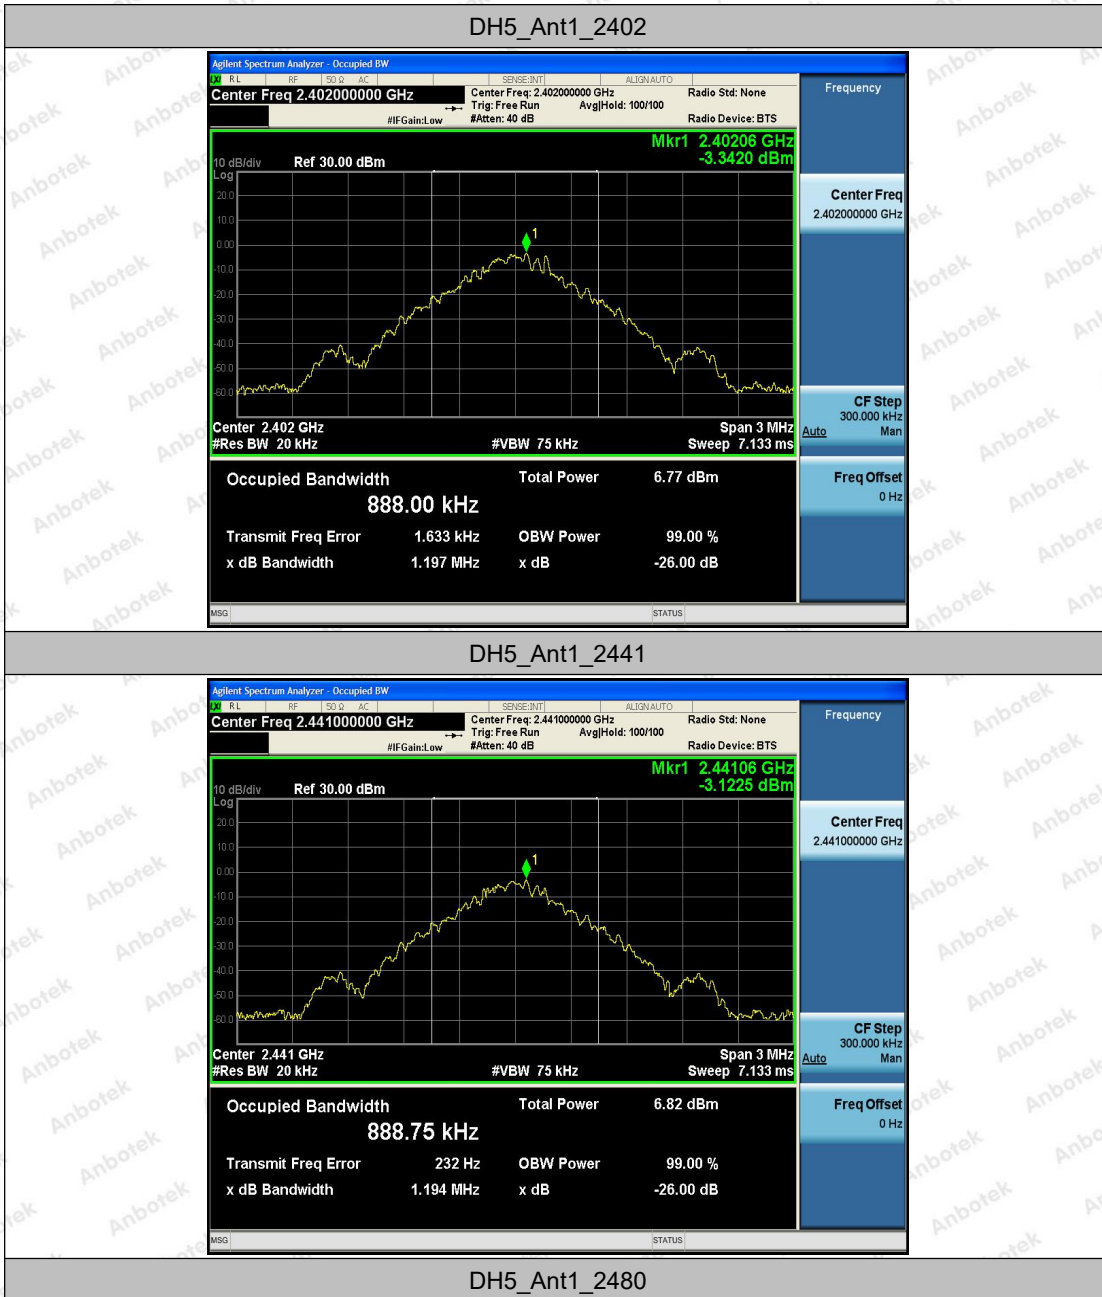 DH5_Ant1_2402
Agilent Spectrum Analyzer - Occupied BW
LXI RL RF 50 Ω AC SENSE:INT ALIGNAUTO
Center Freq 2.402000000 GHz
Center Freq: 2.402000000 GHz Radio Std: None
Trig: Free Run Avg|Hold: 100/100
#IFGain:Low #Atten: 40 dB Radio Device: BTS
Mkr1 2.40206 GHz
-3.3420 dBm
10 dB/div Ref 30.00 dBm
Log
20.0
10.0
0.00
-10.0
-20.0
-30.0
-40.0
-50.0
-60.0
1
Center 2.402 GHz Span 3 MHz
#Res BW 20 kHz #VBW 75 kHz Sweep 7.133 ms
Occupied Bandwidth Total Power 6.77 dBm
888.00 kHz
Transmit Freq Error 1.633 kHz OBW Power 99.00 %
x dB Bandwidth 1.197 MHz x dB -26.00 dB
MSG STATUS
Frequency
Center Freq
2.402000000 GHz
CF Step
300.000 kHz
Auto Man
Freq Offset
0 Hz
DH5_Ant1_2441
Agilent Spectrum Analyzer - Occupied BW
LXI RL RF 50 Ω AC SENSE:INT ALIGNAUTO
Center Freq 2.441000000 GHz
Center Freq: 2.441000000 GHz Radio Std: None
Trig: Free Run Avg|Hold: 100/100
#IFGain:Low #Atten: 40 dB Radio Device: BTS
Mkr1 2.44106 GHz
-3.1225 dBm
10 dB/div Ref 30.00 dBm
Log
20.0
10.0
0.00
-10.0
-20.0
-30.0
-40.0
-50.0
-60.0
1
Center 2.441 GHz Span 3 MHz
#Res BW 20 kHz #VBW 75 kHz Sweep 7.133 ms
Occupied Bandwidth Total Power 6.82 dBm
888.75 kHz
Transmit Freq Error 232 Hz OBW Power 99.00 %
x dB Bandwidth 1.194 MHz x dB -26.00 dB
MSG STATUS
Frequency
Center Freq
2.441000000 GHz
CF Step
300.000 kHz
Auto Man
Freq Offset
0 Hz
DH5_Ant1_2480
Anbotek